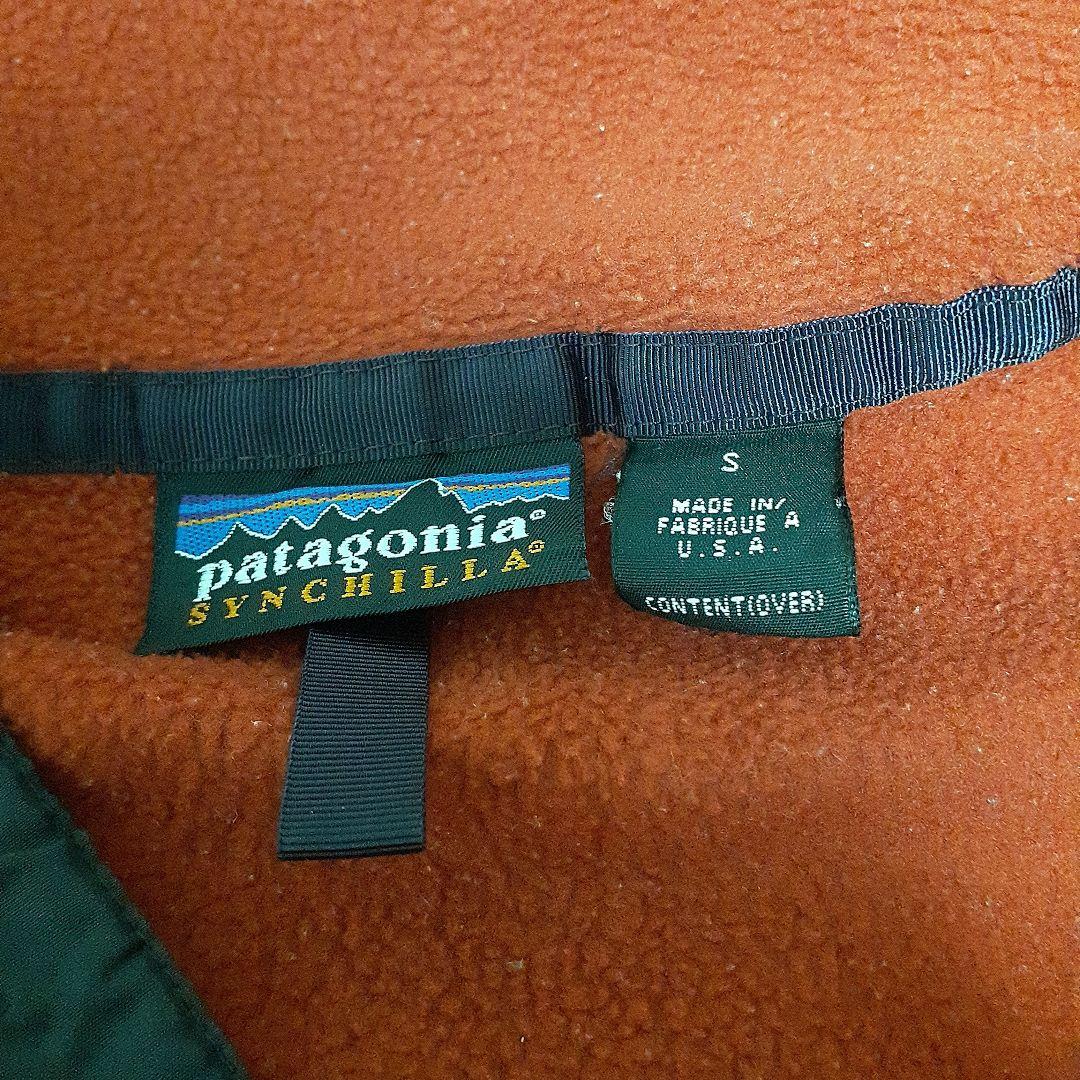 patagonia®
SYNCHILLA®
S
MADE IN/
FABRIQUE A
U.S.A.
CONTENT(OVER)